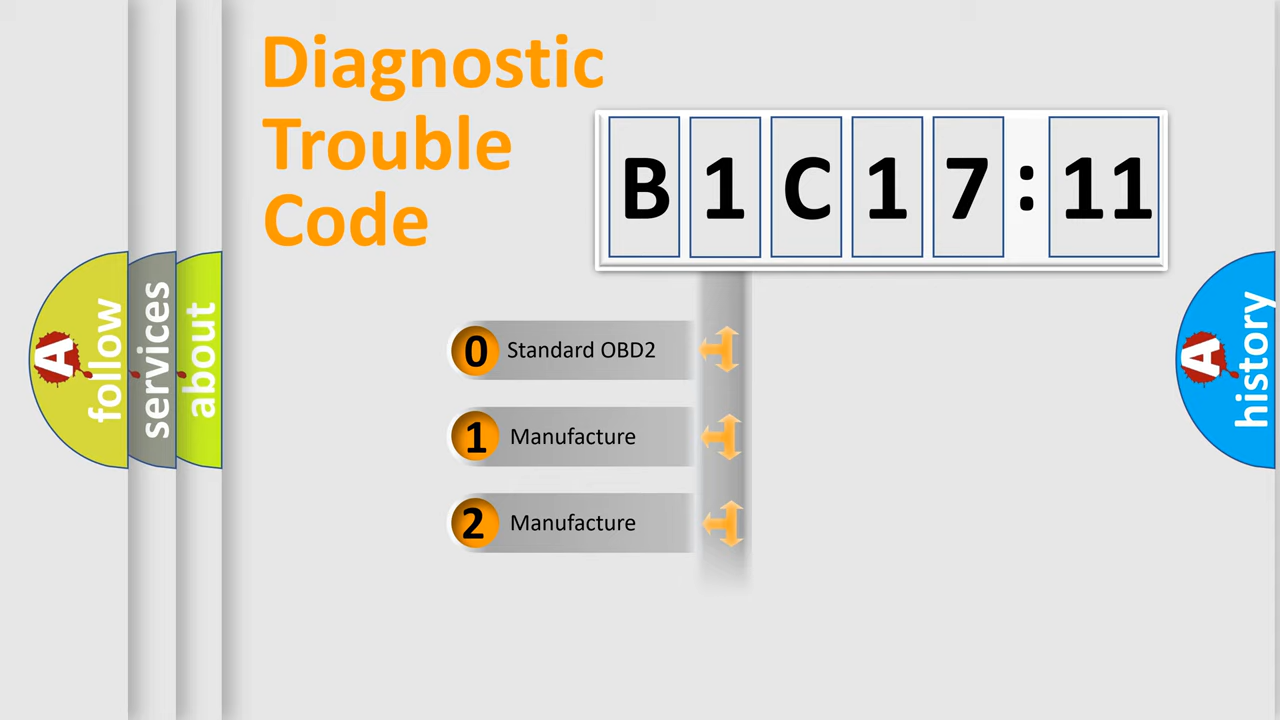 Diagnostic
Trouble
Code
B 1 C 1 7 : 11
0 Standard OBD2
1 Manufacture
2 Manufacture
A follow
services
about
A history